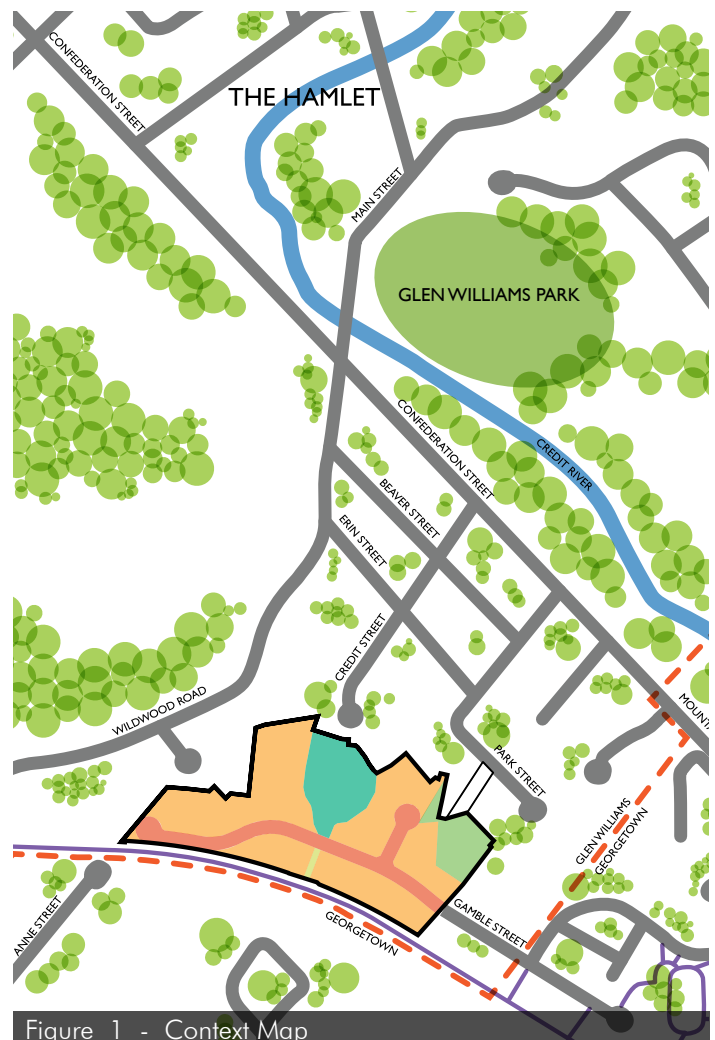 CONFEDERATION STREET
THE HAMLET
MAIN STREET
GLEN WILLIAMS PARK
CONFEDERATION STREET
CREDIT RIVER
BEAVER STREET
ERIN STREET
CREDIT STREET
WILDWOOD ROAD
MOUNTA
PARK STREET
GLEN WILLIAMS
GEORGETOWN
ANNE STREET
GEORGETOWN
GAMBLE STREET
Figure 1 - Context Map